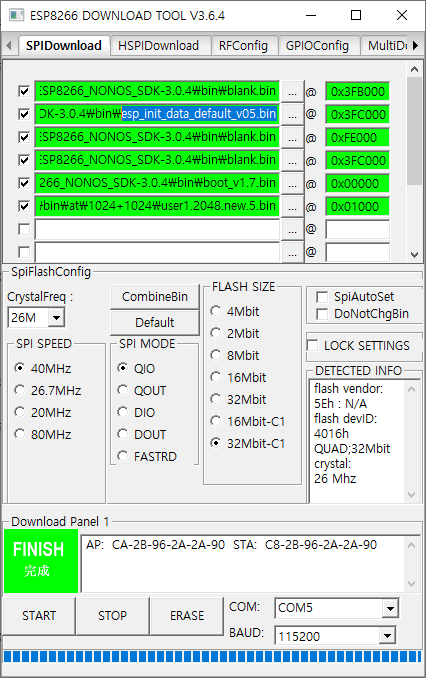 ESP8266 DOWNLOAD TOOL V3.6.4
SPIDownload HSPIDownload RFConfig GPIOConfig MultiDo
ESP8266_NONOS_SDK-3.0.4₩bin₩blank.bin ... @ 0x3FB000
DK-3.0.4₩bin₩esp_init_data_default_v05.bin ... @ 0x3FC000
ESP8266_NONOS_SDK-3.0.4₩bin₩blank.bin ... @ 0xFE000
ESP8266_NONOS_SDK-3.0.4₩bin₩blank.bin ... @ 0x3FC000
266_NONOS_SDK-3.0.4₩bin₩boot_v1.7.bin ... @ 0x00000
₩bin₩at₩1024+1024₩user1.2048.new.5.bin ... @ 0x01000
... @
... @
SpiFlashConfig
CrystalFreq :
26M
CombineBin
Default
SPI SPEED
40MHz
26.7MHz
20MHz
80MHz
SPI MODE
QIO
QOUT
DIO
DOUT
FASTRD
FLASH SIZE
4Mbit
2Mbit
8Mbit
16Mbit
32Mbit
16Mbit-C1
32Mbit-C1
SpiAutoSet
DoNotChgBin
LOCK SETTINGS
DETECTED INFO
flash vendor:
5Eh : N/A
flash devID:
4016h
QUAD;32Mbit
crystal:
26 Mhz
Download Panel 1
FINISH
完成
AP: CA-2B-96-2A-2A-90 STA: C8-2B-96-2A-2A-90
START STOP ERASE
COM: COM5
BAUD: 115200